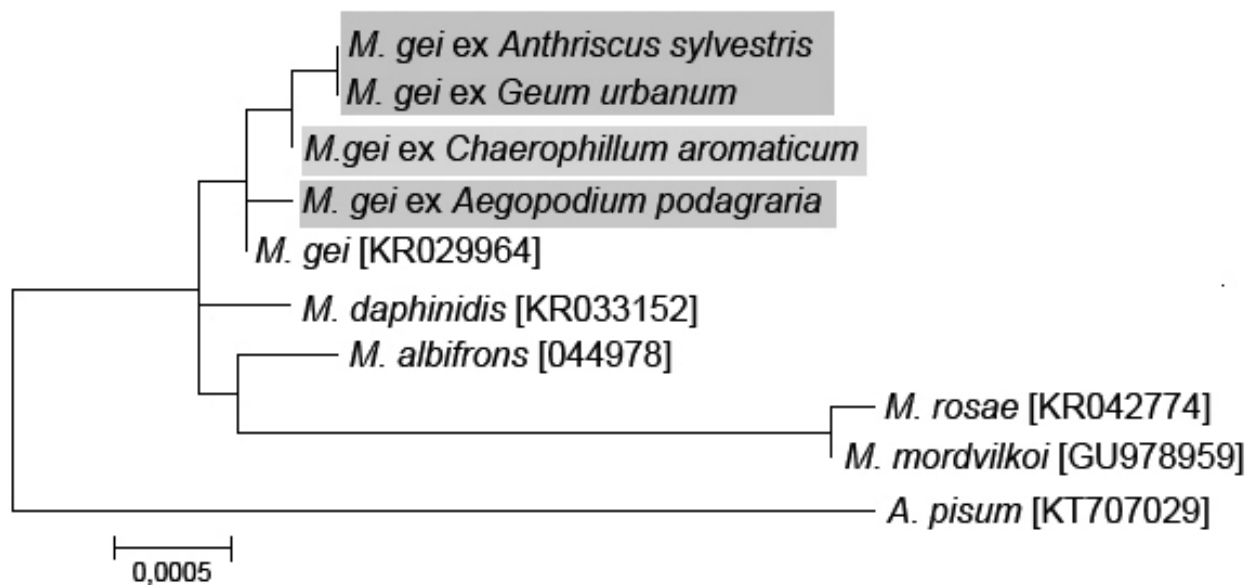 M. gei ex Anthriscus sylvestris
M. gei ex Geum urbanum
M.gei ex Chaerophillum aromaticum
M. gei ex Aegopodium podagraria
M. gei [KR029964]
M. daphinidis [KR033152]
M. albifrons [044978]
M. rosae [KR042774]
M. mordvilkoi [GU978959]
A. pisum [KT707029]
0,0005